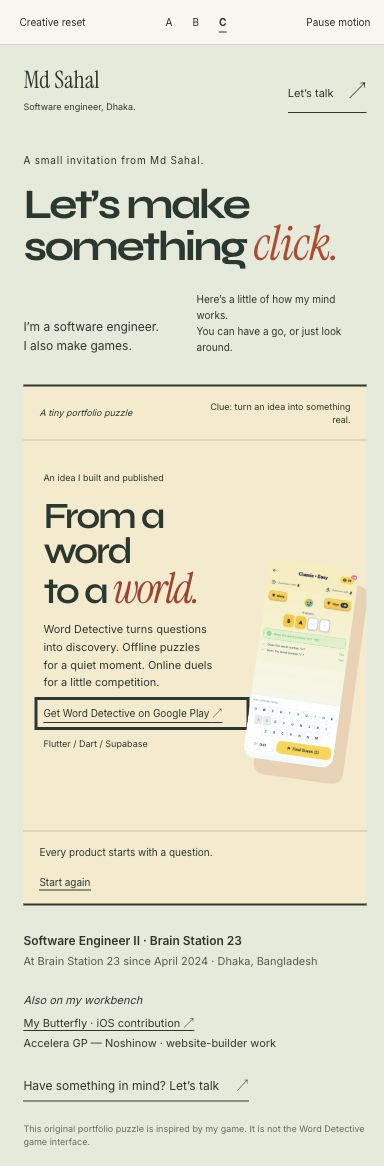 Creative reset
A
B
C
Pause motion
Md Sahal
Software engineer, Dhaka.
Let's talk ↗
A small invitation from Md Sahal.
Let's make
something click.
I'm a software engineer.
I also make games.
Here's a little of how my mind
works.
You can have a go, or just look
around.
A tiny portfolio puzzle
Clue: turn an idea into something
real.
An idea I built and published
From a
word
to a world.
Word Detective turns questions
into discovery. Offline puzzles
for a quiet moment. Online duels
for a little competition.
Get Word Detective on Google Play ↗
Flutter / Dart / Supabase
Classic • Easy
Every product starts with a question.
Start again
Software Engineer II · Brain Station 23
At Brain Station 23 since April 2024 · Dhaka, Bangladesh
Also on my workbench
My Butterfly · iOS contribution ↗
Accelera GP — Noshinow · website-builder work
Have something in mind? Let's talk ↗
This original portfolio puzzle is inspired by my game. It is not the Word Detective
game interface.